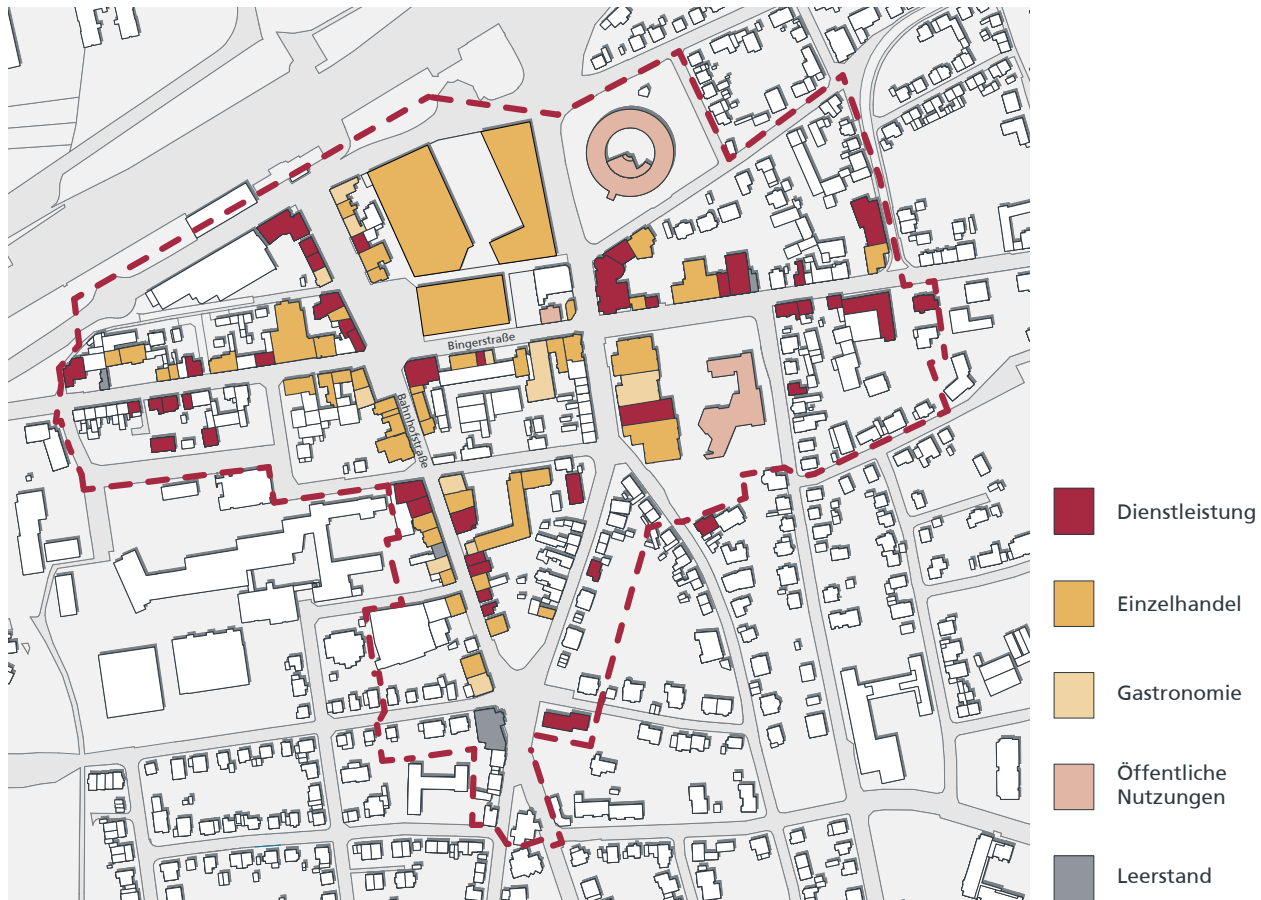 Bingerstraße
Bahnhofstraße
Dienstleistung
Einzelhandel
Gastronomie
Öffentliche
Nutzungen
Leerstand